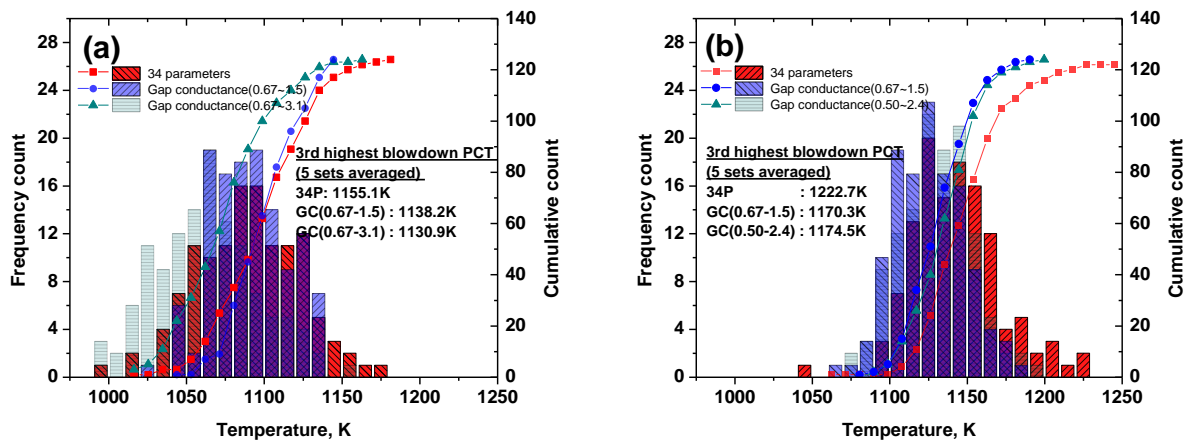 (a)
34 parameters
Gap conductance(0.67~1.5)
Gap conductance(0.67~3.1)
3rd highest blowdown PCT
(5 sets averaged)
34P: 1155.1K
GC(0.67-1.5) : 1138.2K
GC(0.67-3.1) : 1130.9K
28
24
20
16
12
8
4
0
Frequency count
140
120
100
80
60
40
20
0
Cumulative count
1000 1050 1100 1150 1200 1250
Temperature, K
(b)
34 parameters
Gap conductance(0.67~1.5)
Gap conductance(0.50~2.4)
3rd highest blowdown PCT
(5 sets averaged)
34P : 1222.7K
GC(0.67-1.5) : 1170.3K
GC(0.50-2.4) : 1174.5K
28
24
20
16
12
8
4
0
Frequency count
140
120
100
80
60
40
20
0
Cumulative count
1000 1050 1100 1150 1200 1250
Temperature, K